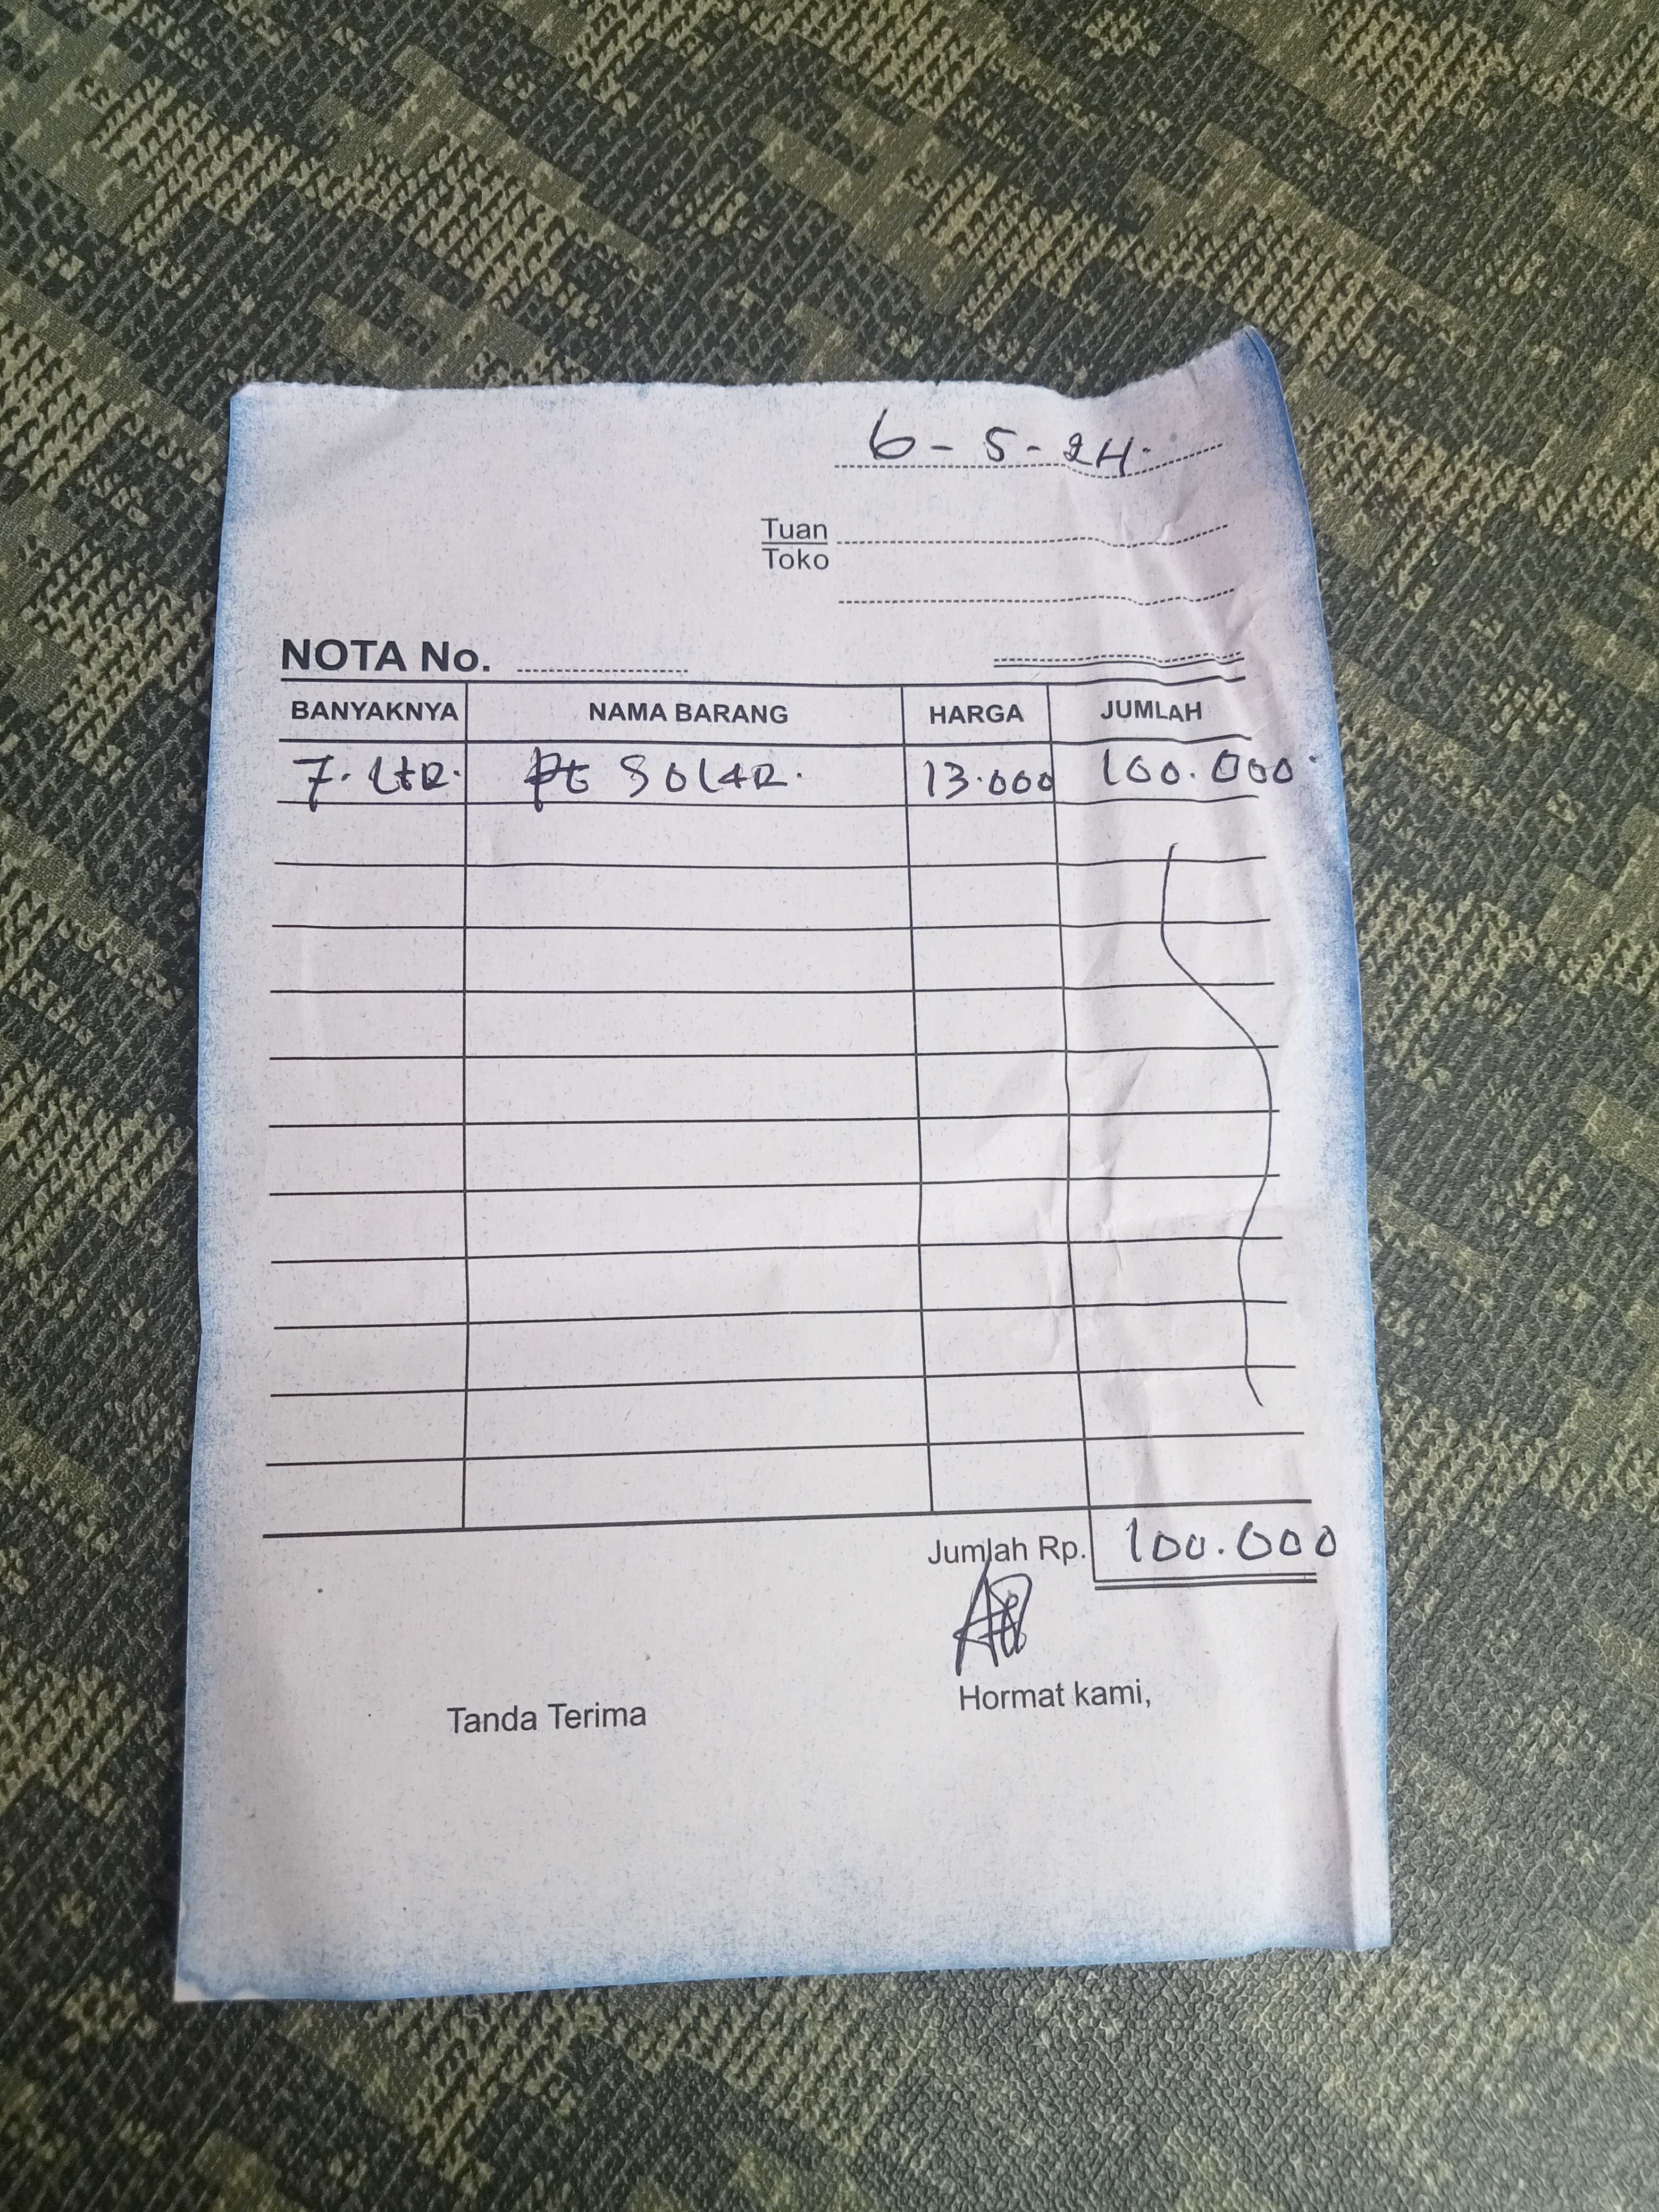 6 - 5 - 24.
Tuan
Toko
NOTA No.
BANYAKNYA NAMA BARANG HARGA JUMLAH
7. LtR. SOLAR. 13.000 100.000
Jumlah Rp. 100.000
Tanda Terima Hormat kami,